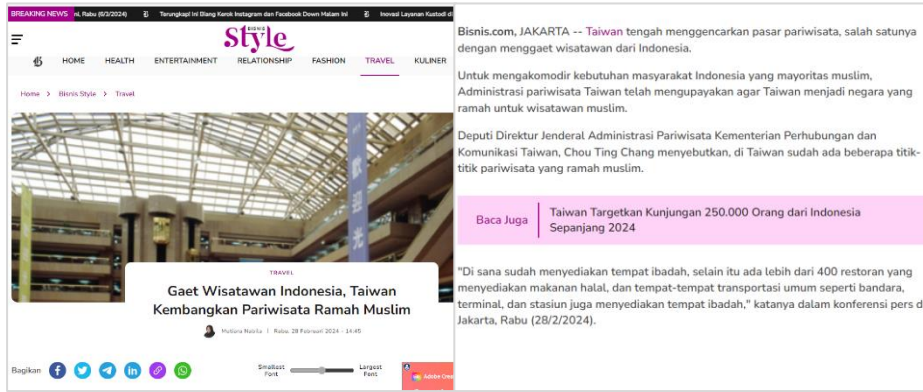 BREAKING NEWS
ni, Rabu (6/3/2024)
Terungkap! Ini Biang Kerok Instagram dan Facebook Down Malam Ini
Inovasi Layanan Kustodi di
BISNIS
Style
HOME HEALTH ENTERTAINMENT RELATIONSHIP FASHION TRAVEL KULINER
Home > Bisnis Style > Travel
歡迎光
TRAVEL
Gaet Wisatawan Indonesia, Taiwan
Kembangkan Pariwisata Ramah Muslim
Mutiara Nabila | Rabu, 28 Februari 2024 - 14:45
Bagikan
Smallest
Font
Largest
Font
Bisnis.com, JAKARTA -- Taiwan tengah menggencarkan pasar pariwisata, salah satunya
dengan menggaet wisatawan dari Indonesia.
Untuk mengakomodir kebutuhan masyarakat Indonesia yang mayoritas muslim,
Administrasi pariwisata Taiwan telah mengupayakan agar Taiwan menjadi negara yang
ramah untuk wisatawan muslim.
Deputi Direktur Jenderal Administrasi Pariwisata Kementerian Perhubungan dan
Komunikasi Taiwan, Chou Ting Chang menyebutkan, di Taiwan sudah ada beberapa titik-
titik pariwisata yang ramah muslim.
Baca Juga
Taiwan Targetkan Kunjungan 250.000 Orang dari Indonesia
Sepanjang 2024
"Di sana sudah menyediakan tempat ibadah, selain itu ada lebih dari 400 restoran yang
menyediakan makanan halal, dan tempat-tempat transportasi umum seperti bandara,
terminal, dan stasiun juga menyediakan tempat ibadah," katanya dalam konferensi pers d
Jakarta, Rabu (28/2/2024).